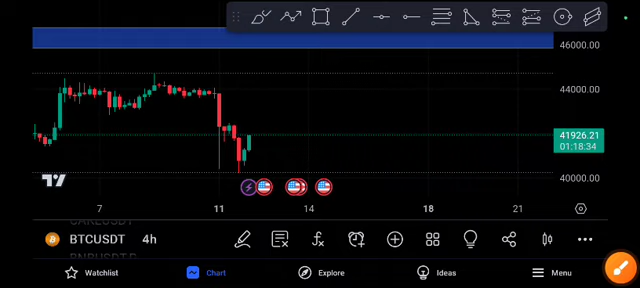 46000.00
44000.00
41926.21
01:18:34
40000.00
7 11 14 18 21
BTCUSDT 4h
Watchlist Chart Explore Ideas Menu